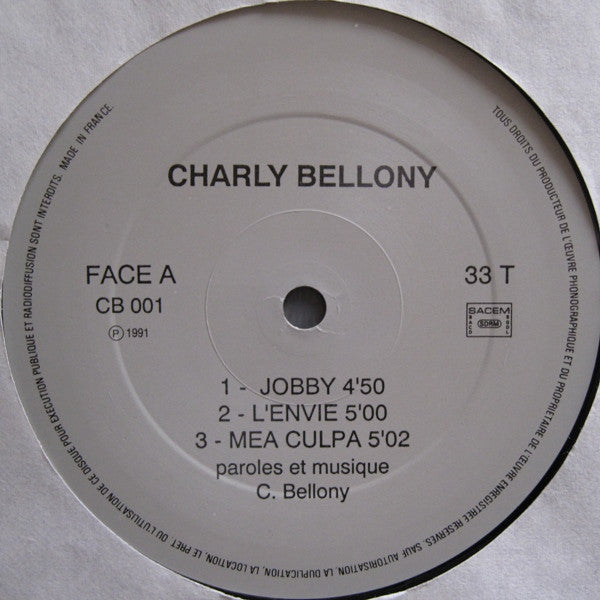 CHARLY BELLONY
FACE A
CB 001
Ⓟ 1991
33 T
SACEM
SACD
SDRM
SGDL
1 - JOBBY 4'50
2 - L'ENVIE 5'00
3 - MEA CULPA 5'02
paroles et musique
C. Bellony
TOUS DROITS DU PRODUCTEUR DE L'ŒUVRE PHONOGRAPHIQUE ET DU PROPRIETAIRE DE L'ŒUVRE ENREGISTREE RESERVES. SAUF AUTORISATION, LA DUPLICATION, LA LOCATION, LE PRET OU L'UTILISATION DE CE DISQUE POUR EXECUTION PUBLIQUE ET RADIODIFFUSION SONT INTERDITS. MADE IN FRANCE.